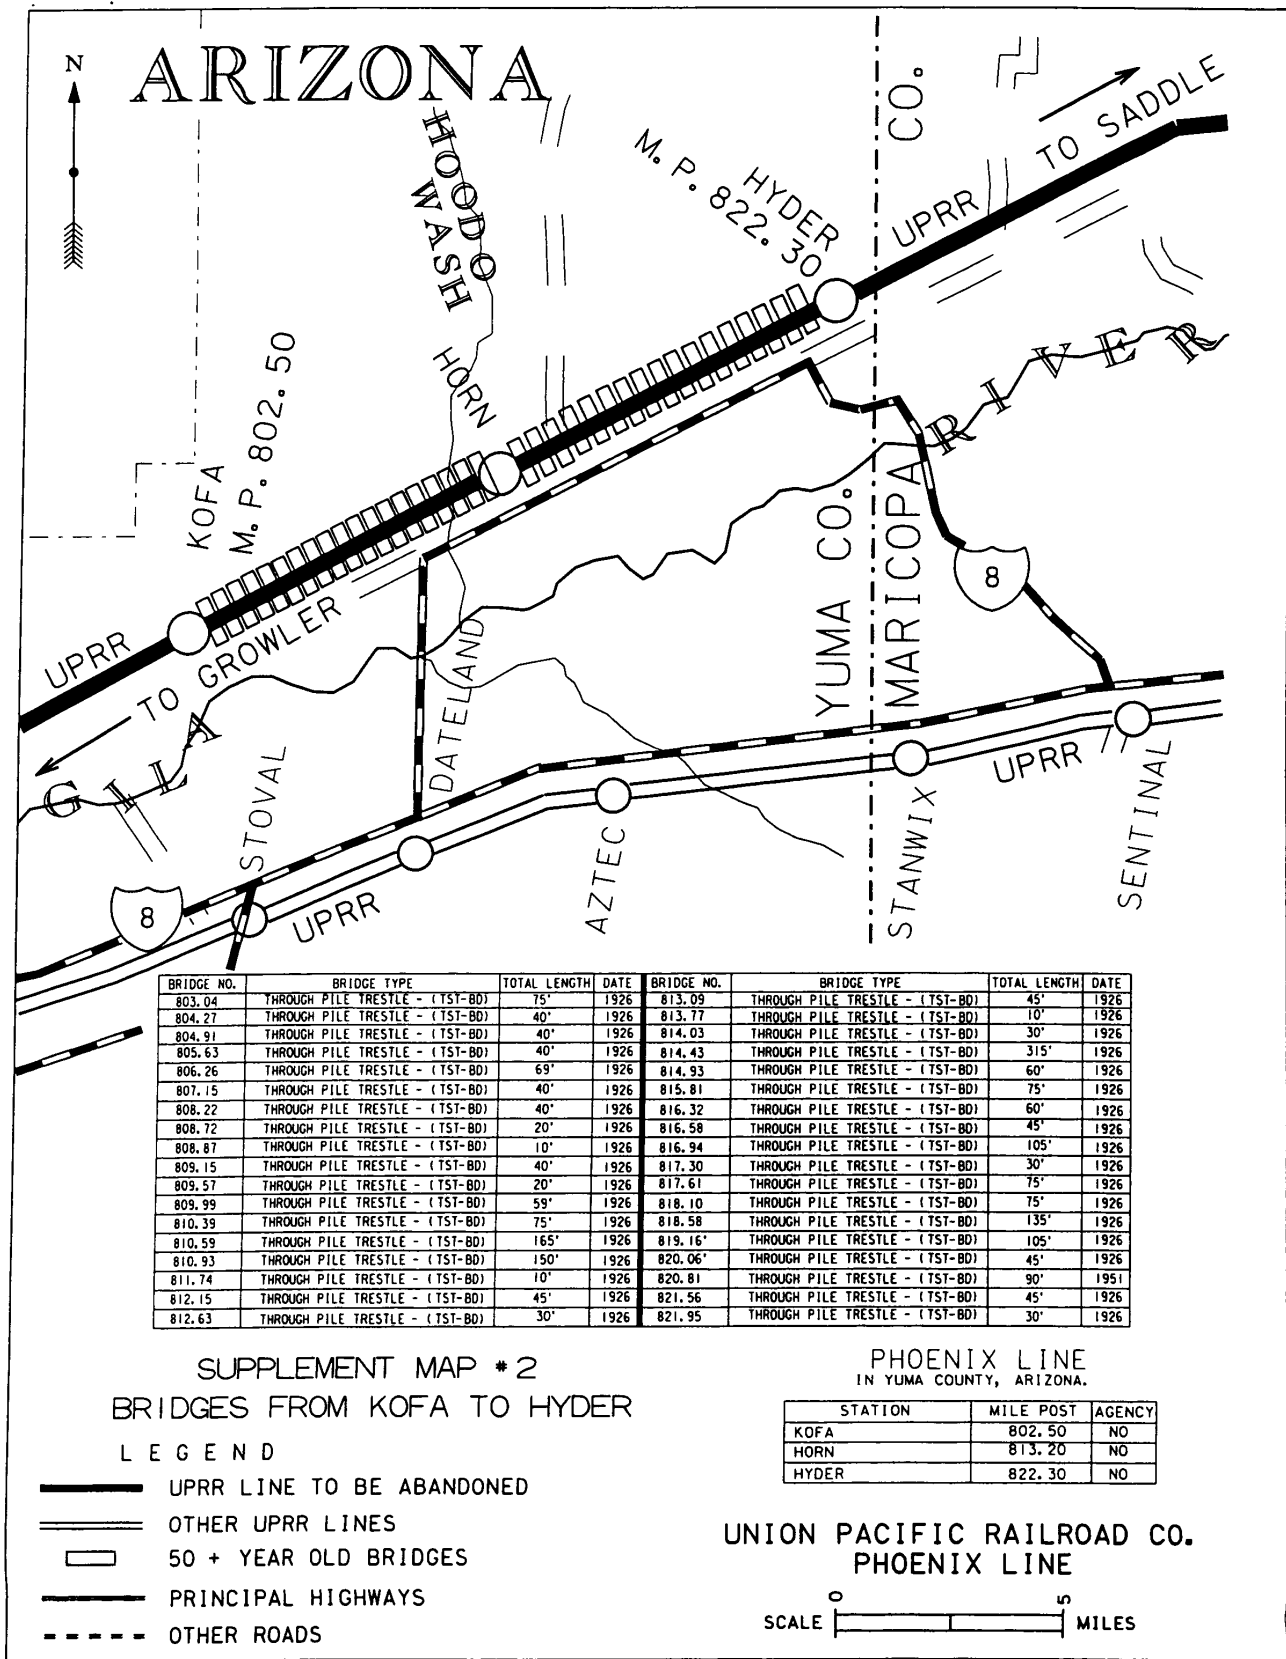 N
ARIZONA
HOODO
WASH
M. P. 822. 30
HYDER
CO.
TO SADDLE
UPRR
HORN
KOFA
M. P. 802. 50
RIVER
YUMA CO.
MARICOPA
8
UPRR
TO GROWLER
GILA
DATELAND
STOVAL
8
UPRR
AZTEC
STANWIX
UPRR
SENTINAL
BRIDGE NO. BRIDGE TYPE TOTAL LENGTH DATE BRIDGE NO. BRIDGE TYPE TOTAL LENGTH DATE
803.04 THROUGH PILE TRESTLE - (TST-BD) 75' 1926 813.09 THROUGH PILE TRESTLE - (TST-BD) 45' 1926
804.27 THROUGH PILE TRESTLE - (TST-BD) 40' 1926 813.77 THROUGH PILE TRESTLE - (TST-BD) 10' 1926
804.91 THROUGH PILE TRESTLE - (TST-BD) 40' 1926 814.03 THROUGH PILE TRESTLE - (TST-BD) 30' 1926
805.63 THROUGH PILE TRESTLE - (TST-BD) 40' 1926 814.43 THROUGH PILE TRESTLE - (TST-BD) 315' 1926
806.26 THROUGH PILE TRESTLE - (TST-BD) 69' 1926 814.93 THROUGH PILE TRESTLE - (TST-BD) 60' 1926
807.15 THROUGH PILE TRESTLE - (TST-BD) 40' 1926 815.81 THROUGH PILE TRESTLE - (TST-BD) 75' 1926
808.22 THROUGH PILE TRESTLE - (TST-BD) 40' 1926 816.32 THROUGH PILE TRESTLE - (TST-BD) 60' 1926
808.72 THROUGH PILE TRESTLE - (TST-BD) 20' 1926 816.58 THROUGH PILE TRESTLE - (TST-BD) 45' 1926
808.87 THROUGH PILE TRESTLE - (TST-BD) 10' 1926 816.94 THROUGH PILE TRESTLE - (TST-BD) 105' 1926
809.15 THROUGH PILE TRESTLE - (TST-BD) 40' 1926 817.30 THROUGH PILE TRESTLE - (TST-BD) 30' 1926
809.57 THROUGH PILE TRESTLE - (TST-BD) 20' 1926 817.61 THROUGH PILE TRESTLE - (TST-BD) 75' 1926
809.99 THROUGH PILE TRESTLE - (TST-BD) 59' 1926 818.10 THROUGH PILE TRESTLE - (TST-BD) 75' 1926
810.39 THROUGH PILE TRESTLE - (TST-BD) 75' 1926 818.58 THROUGH PILE TRESTLE - (TST-BD) 135' 1926
810.59 THROUGH PILE TRESTLE - (TST-BD) 165' 1926 819.16' THROUGH PILE TRESTLE - (TST-BD) 105' 1926
810.93 THROUGH PILE TRESTLE - (TST-BD) 150' 1926 820.06' THROUGH PILE TRESTLE - (TST-BD) 45' 1926
811.74 THROUGH PILE TRESTLE - (TST-BD) 10' 1926 820.81 THROUGH PILE TRESTLE - (TST-BD) 90' 1951
812.15 THROUGH PILE TRESTLE - (TST-BD) 45' 1926 821.56 THROUGH PILE TRESTLE - (TST-BD) 45' 1926
812.63 THROUGH PILE TRESTLE - (TST-BD) 30' 1926 821.95 THROUGH PILE TRESTLE - (TST-BD) 30' 1926
SUPPLEMENT MAP #2
BRIDGES FROM KOFA TO HYDER
LEGEND
UPRR LINE TO BE ABANDONED
OTHER UPRR LINES
50 + YEAR OLD BRIDGES
PRINCIPAL HIGHWAYS
OTHER ROADS
PHOENIX LINE
IN YUMA COUNTY, ARIZONA.
STATION MILE POST AGENCY
KOFA 802.50 NO
HORN 813.20 NO
HYDER 822.30 NO
UNION PACIFIC RAILROAD CO.
PHOENIX LINE
0 5
SCALE MILES